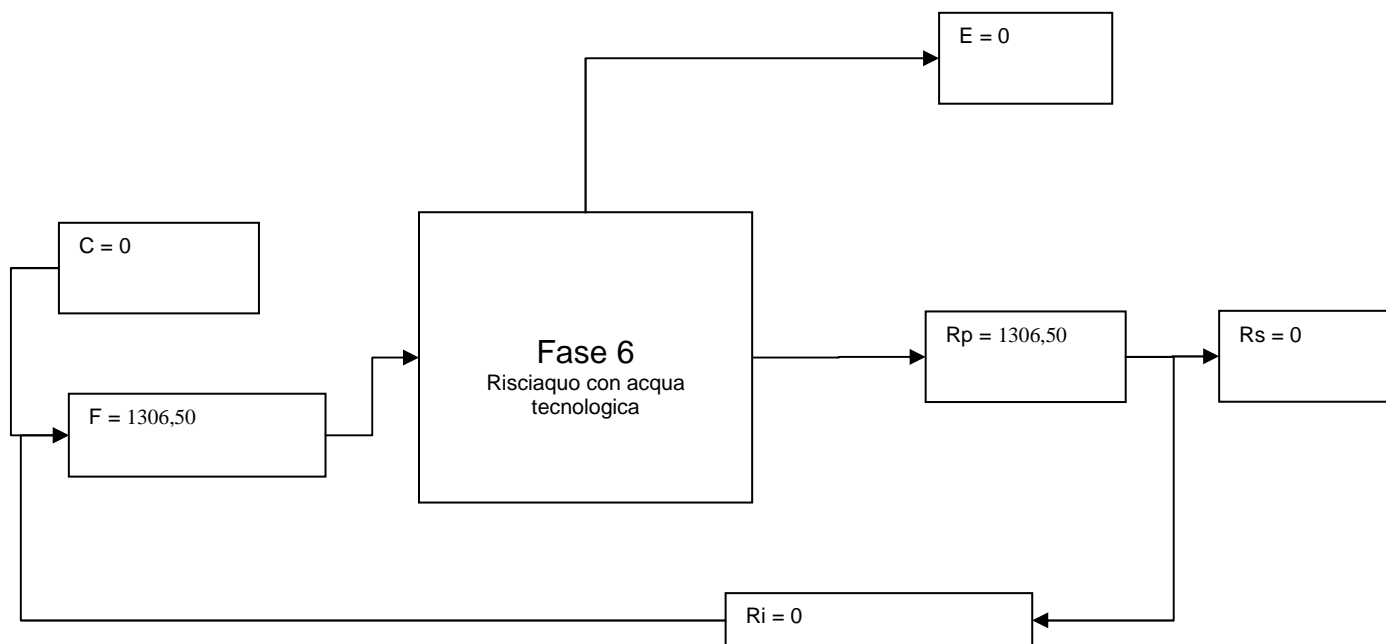 E = 0
C = 0
Fase 6
Risciaquo con acqua
tecnologica
Rp = 1306,50
Rs = 0
F = 1306,50
Ri = 0